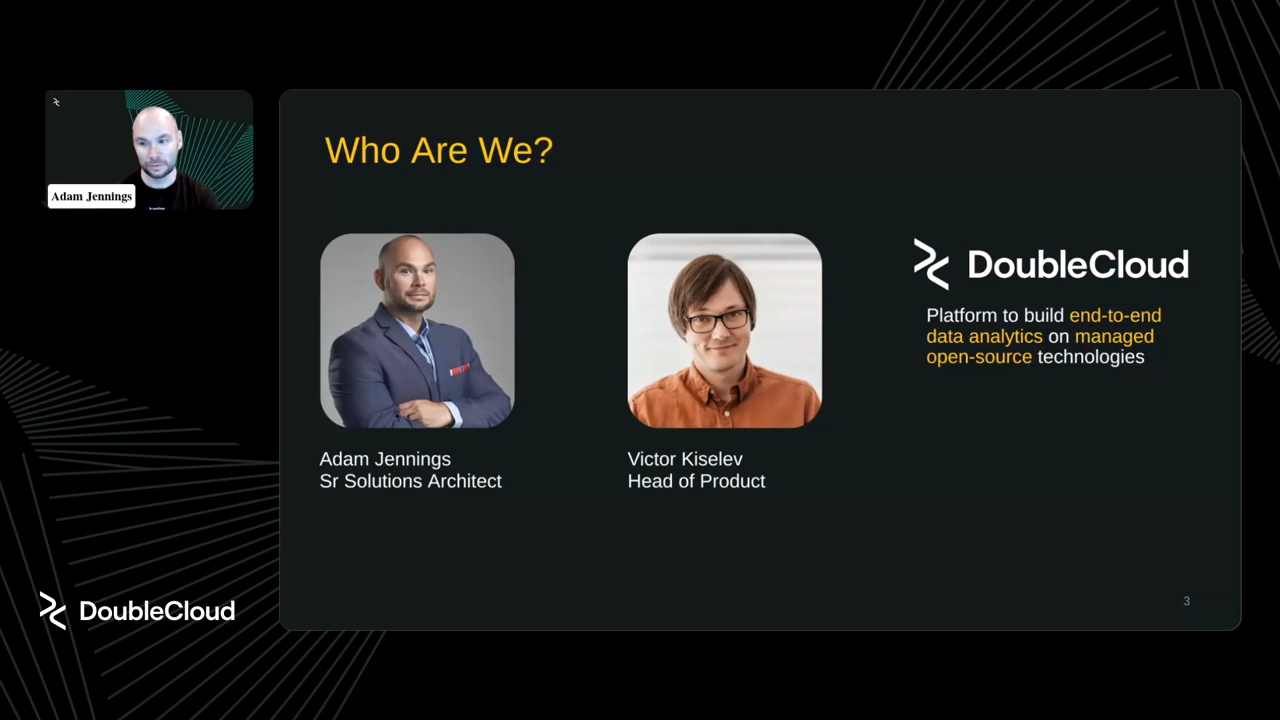 Who Are We?
Adam Jennings
DoubleCloud
Platform to build end-to-end
data analytics on managed
open-source technologies
Adam Jennings
Sr Solutions Architect
Victor Kiselev
Head of Product
3
DoubleCloud